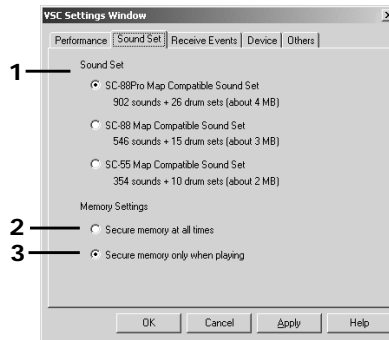 VSC Settings Window
Performance Sound Set Receive Events Device Others
1
Sound Set
SC-88Pro Map Compatible Sound Set
902 sounds + 26 drum sets (about 4 MB)
SC-88 Map Compatible Sound Set
546 sounds + 15 drum sets (about 3 MB)
SC-55 Map Compatible Sound Set
354 sounds + 10 drum sets (about 2 MB)
Memory Settings
2
Secure memory at all times
3
Secure memory only when playing
OK Cancel Apply Help